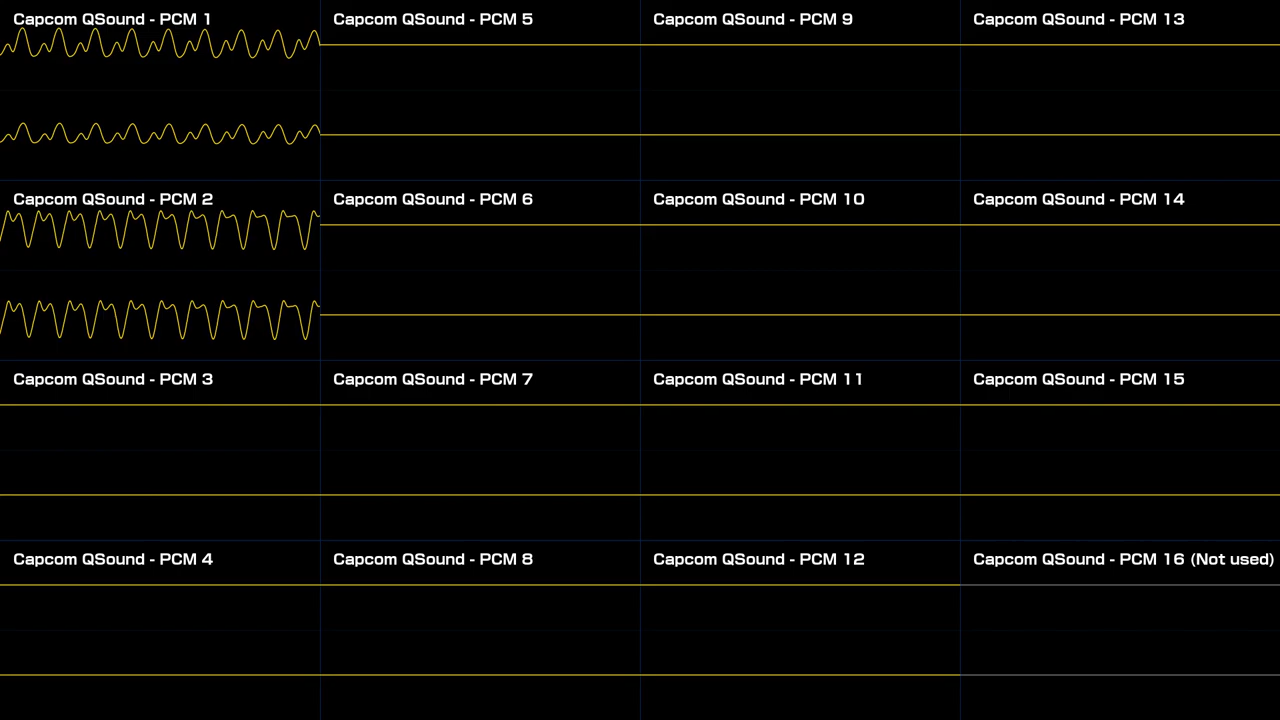 Capcom QSound - PCM 1
Capcom QSound - PCM 5
Capcom QSound - PCM 9
Capcom QSound - PCM 13
Capcom QSound - PCM 2
Capcom QSound - PCM 6
Capcom QSound - PCM 10
Capcom QSound - PCM 14
Capcom QSound - PCM 3
Capcom QSound - PCM 7
Capcom QSound - PCM 11
Capcom QSound - PCM 15
Capcom QSound - PCM 4
Capcom QSound - PCM 8
Capcom QSound - PCM 12
Capcom QSound - PCM 16 (Not used)